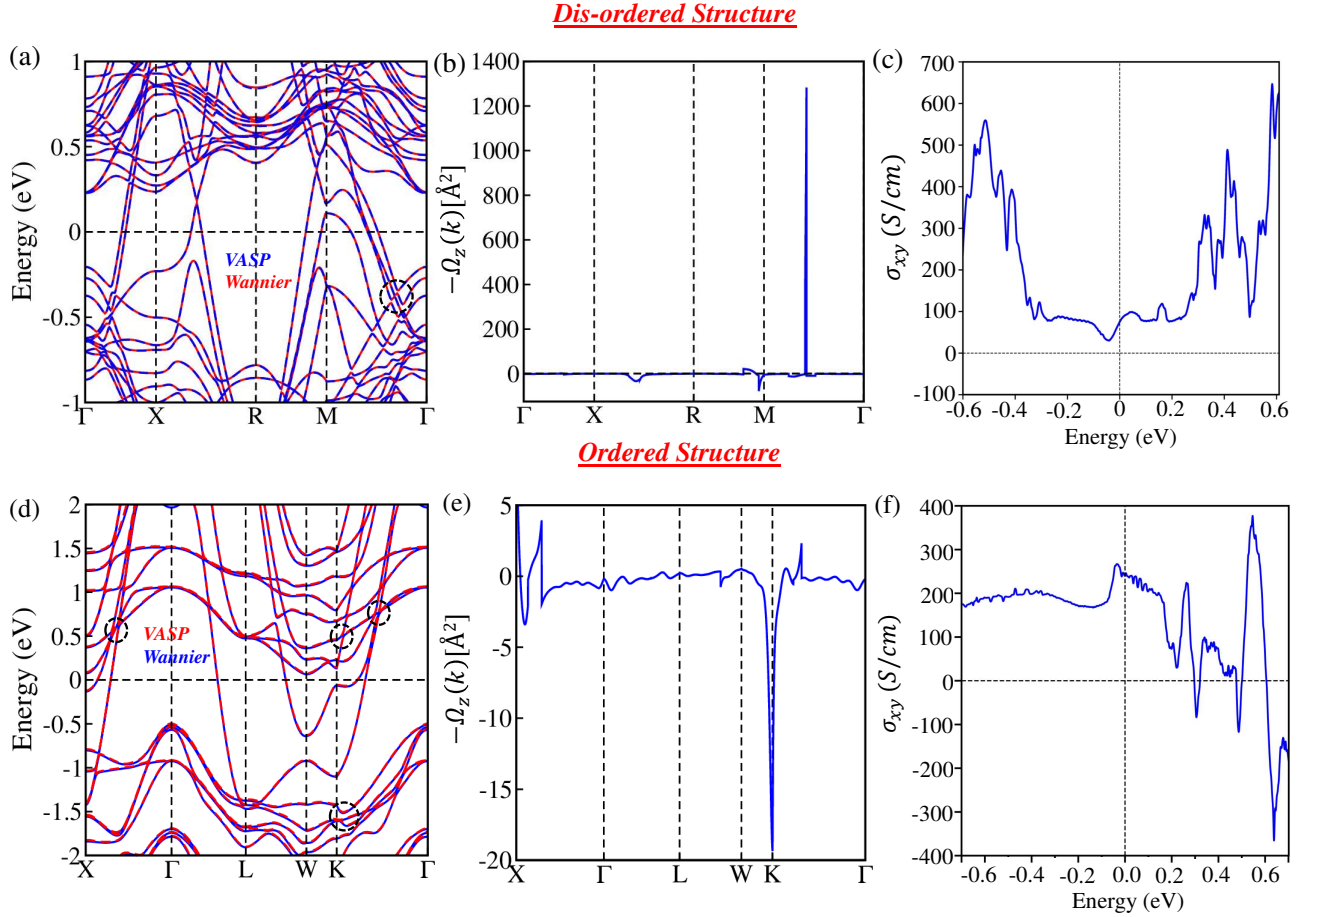 Dis-ordered Structure
(a)
Energy (eV)
1
0.5
0
-0.5
-1
VASP
Wannier
Γ X R M Γ
(b)
−Ω_z(k)[Å²]
1400
1200
1000
800
600
400
200
0
Γ X R M Γ
(c)
σ_xy (S/cm)
700
600
500
400
300
200
100
0
-100
-0.6 -0.4 -0.2 0 0.2 0.4 0.6
Energy (eV)
Ordered Structure
(d)
Energy (eV)
2
1.5
1
0.5
0
-0.5
-1
-1.5
-2
VASP
Wannier
X Γ L W K Γ
(e)
−Ω_z(k)[Å²]
5
0
-5
-10
-15
-20
X Γ L W K Γ
(f)
σ_xy (S/cm)
400
300
200
100
0
-100
-200
-300
-400
-0.6 -0.4 -0.2 0.0 0.2 0.4 0.6
Energy (eV)